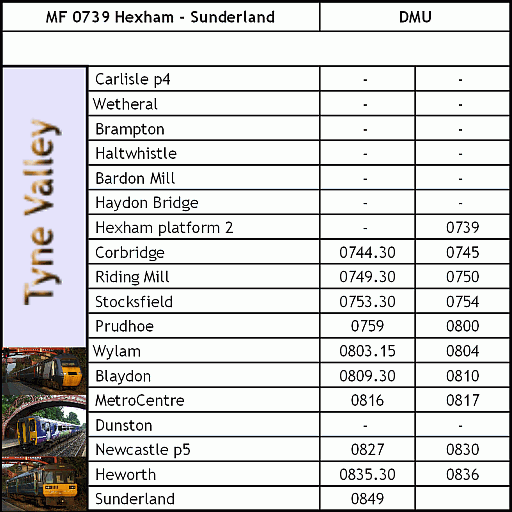 MF 0739 Hexham - Sunderland DMU
Tyne Valley
Carlisle p4 - -
Wetheral - -
Brampton - -
Haltwhistle - -
Bardon Mill - -
Haydon Bridge - -
Hexham platform 2 - 0739
Corbridge 0744.30 0745
Riding Mill 0749.30 0750
Stocksfield 0753.30 0754
Prudhoe 0759 0800
Wylam 0803.15 0804
Blaydon 0809.30 0810
MetroCentre 0816 0817
Dunston - -
Newcastle p5 0827 0830
Heworth 0835.30 0836
Sunderland 0849